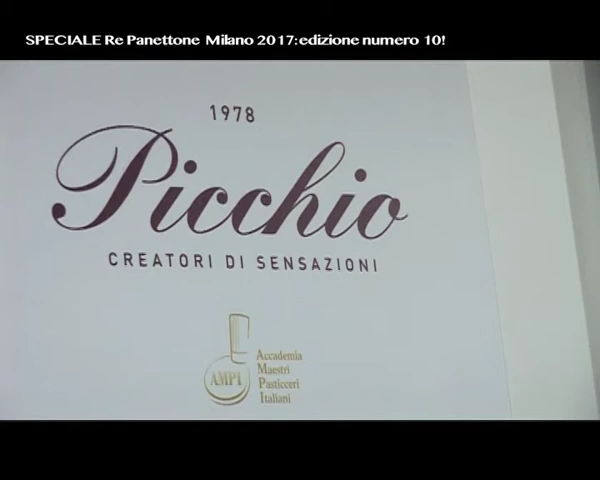 SPECIALE Re Panettone Milano 2017: edizione numero 10!
1978
Picchio
CREATORI DI SENSAZIONI
AMPI
Accademia
Maestri
Pasticceri
Italiani